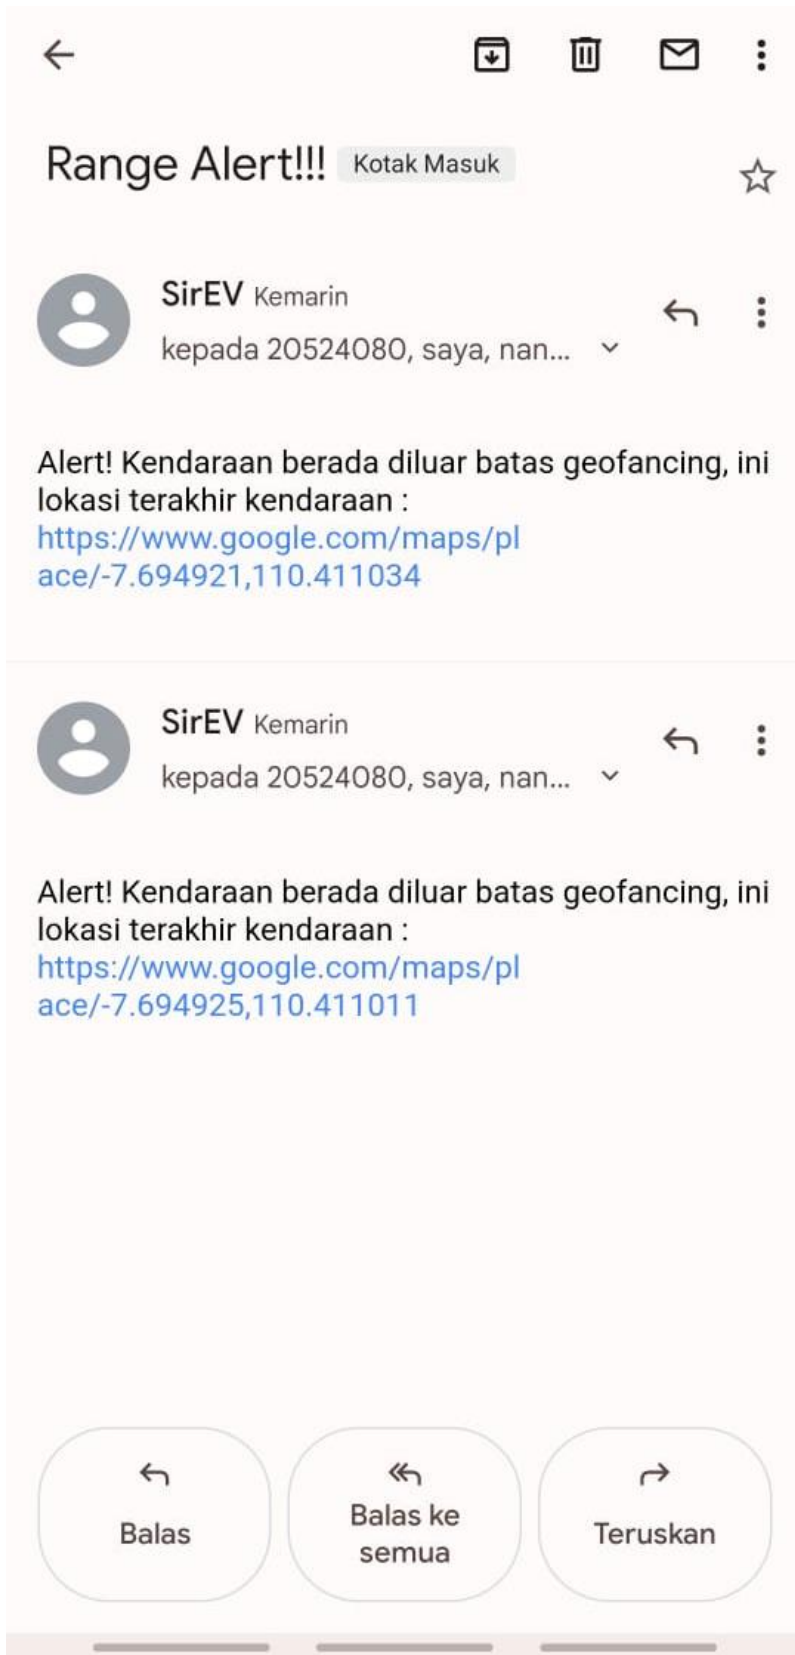 Range Alert!!! Kotak Masuk
SirEV Kemarin
kepada 20524080, saya, nan...
Alert! Kendaraan berada diluar batas geofancing, ini
lokasi terakhir kendaraan :
https://www.google.com/maps/pl
ace/-7.694921,110.411034
SirEV Kemarin
kepada 20524080, saya, nan...
Alert! Kendaraan berada diluar batas geofancing, ini
lokasi terakhir kendaraan :
https://www.google.com/maps/pl
ace/-7.694925,110.411011
Balas
Balas ke
semua
Teruskan